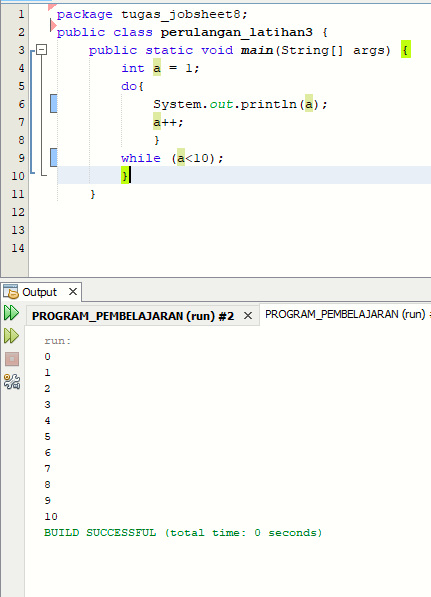 1 package tugas_jobsheet8;
2 public class perulangan_latihan3 {
3 public static void main(String[] args) {
4 int a = 1;
5 do{
6 System.out.println(a);
7 a++;
8 }
9 while (a<10);
10 }
11 }
12
13
14
Output ×
PROGRAM_PEMBELAJARAN (run) #2 × PROGRAM_PEMBELAJARAN (run) #
run:
0
1
2
3
4
5
6
7
8
9
10
BUILD SUCCESSFUL (total time: 0 seconds)